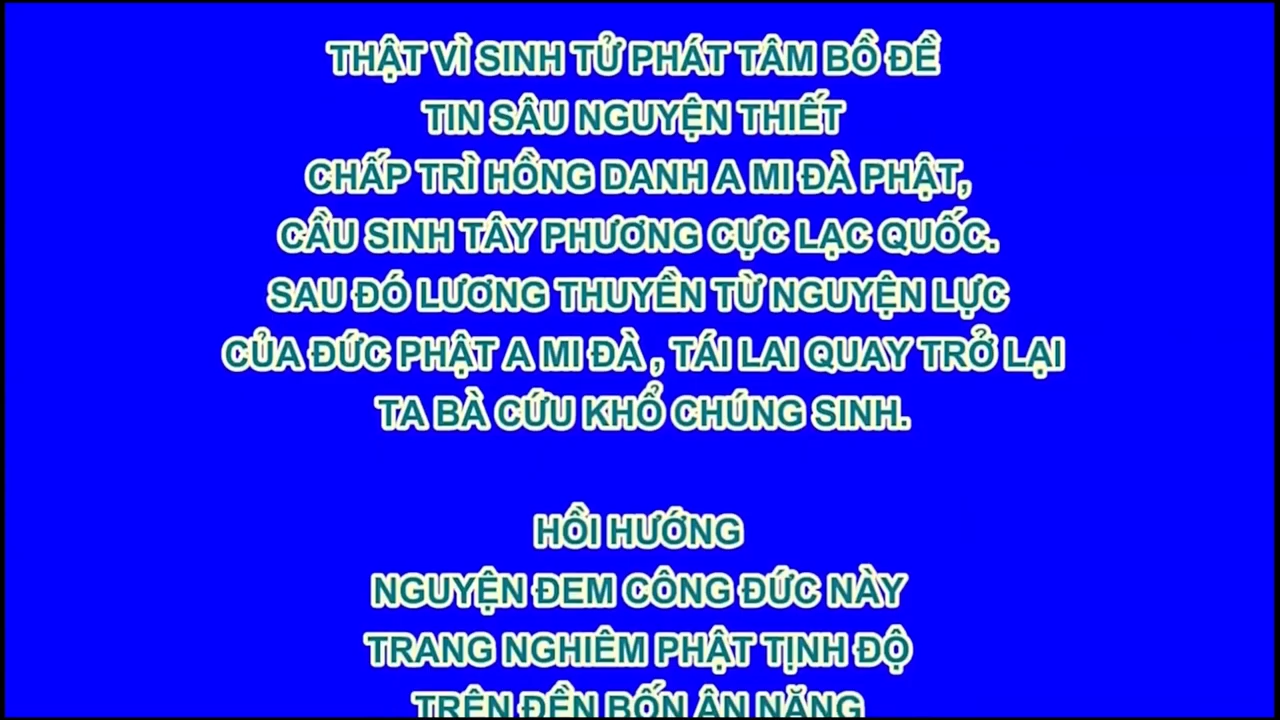 THẬT VÌ SINH TỬ PHÁT TÂM BỒ ĐỀ
TIN SÂU NGUYỆN THIẾT
CHẤP TRÌ HỒNG DANH A MI ĐÀ PHẬT,
CẦU SINH TÂY PHƯƠNG CỰC LẠC QUỐC.
SAU ĐÓ LƯƠNG THUYỀN TỪ NGUYỆN LỰC
CỦA ĐỨC PHẬT A MI ĐÀ , TÁI LAI QUAY TRỞ LẠI
TA BÀ CỨU KHỔ CHÚNG SINH.
HỒI HƯỚNG
NGUYỆN ĐEM CÔNG ĐỨC NÀY
TRANG NGHIÊM PHẬT TỊNH ĐỘ
TRÊN ĐỀN BỐN ÂN NẶNG